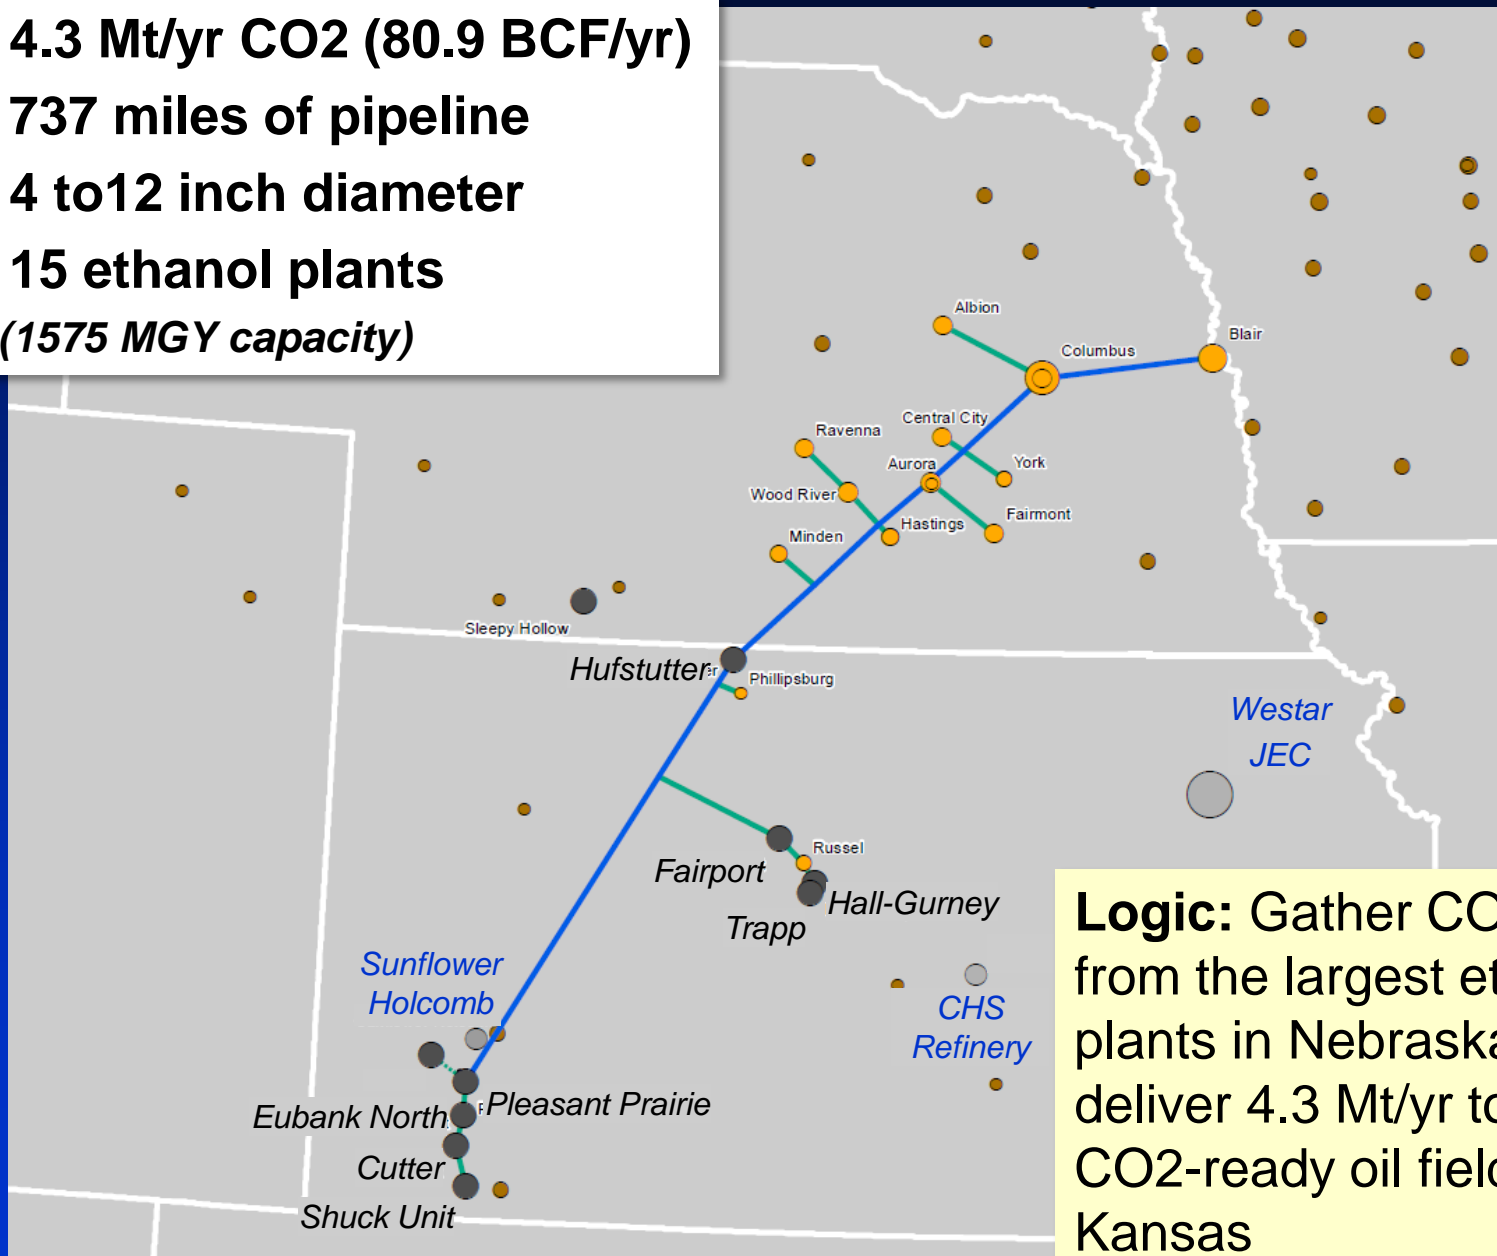 4.3 Mt/yr CO2 (80.9 BCF/yr)
737 miles of pipeline
4 to12 inch diameter
15 ethanol plants
(1575 MGY capacity)
Albion
Columbus
Blair
Central City
Ravenna
Aurora
York
Wood River
Hastings
Fairmont
Minden
Sleepy Hollow
Hufstutter
Phillipsburg
Westar
JEC
Russel
Fairport
Hall-Gurney
Trapp
Sunflower
Holcomb
CHS
Refinery
Pleasant Prairie
Eubank North
Cutter
Shuck Unit
Logic: Gather CO
from the largest et
plants in Nebraska
deliver 4.3 Mt/yr to
CO2-ready oil field
Kansas